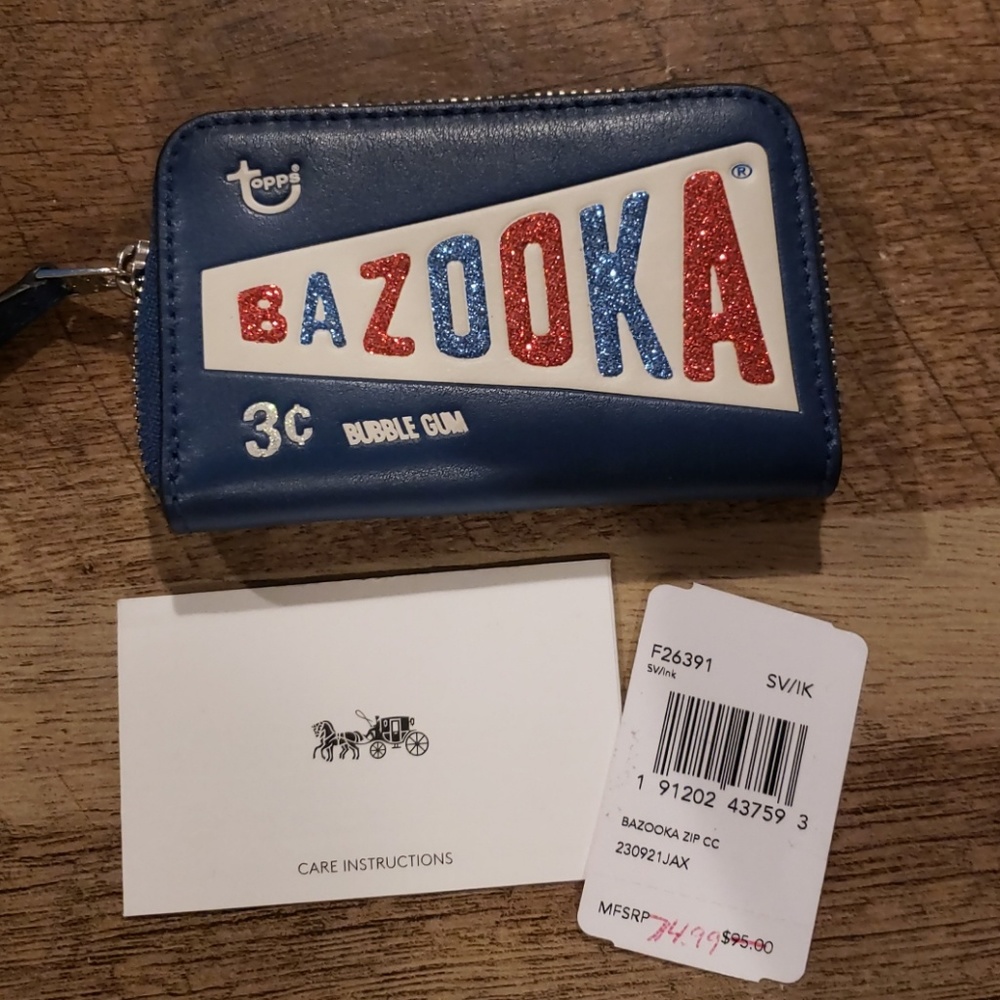 topps
BAZOOKA®
3¢ BUBBLE GUM
CARE INSTRUCTIONS
F26391
SV/Ink
SV/IK
1 91202 43759 3
BAZOOKA ZIP CC
230921JAX
MFSRP 74.99 $95.00